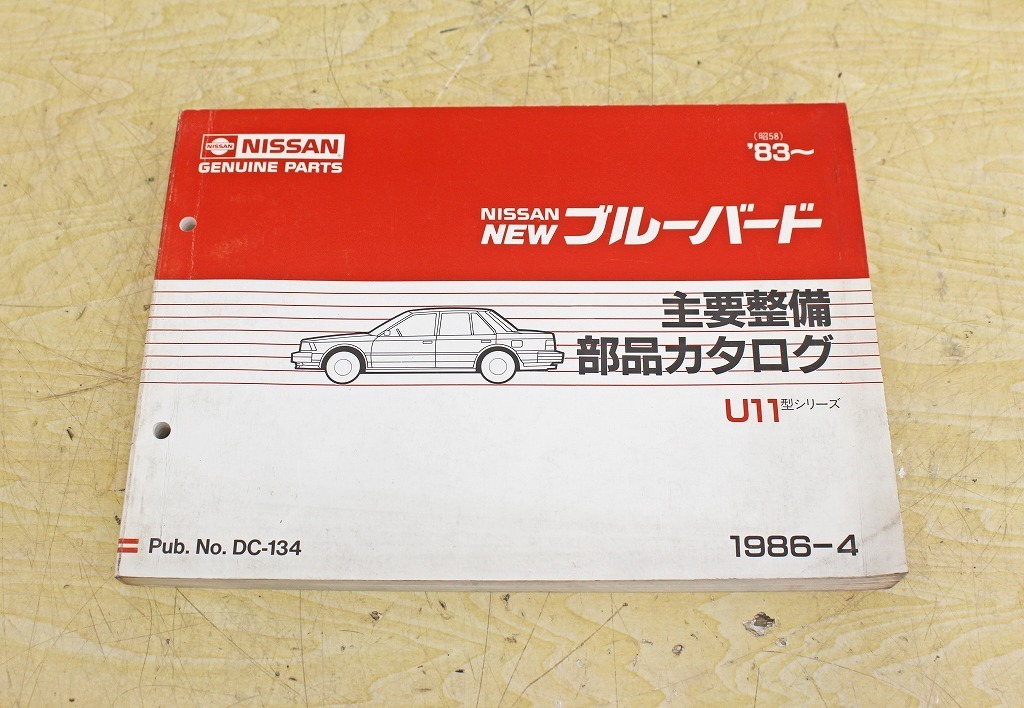 NISSAN NISSAN
GENUINE PARTS
(昭58)
'83〜
NISSAN
NEW ブルーバード
主要整備
部品カタログ
U11型シリーズ
Pub. No. DC-134
1986-4